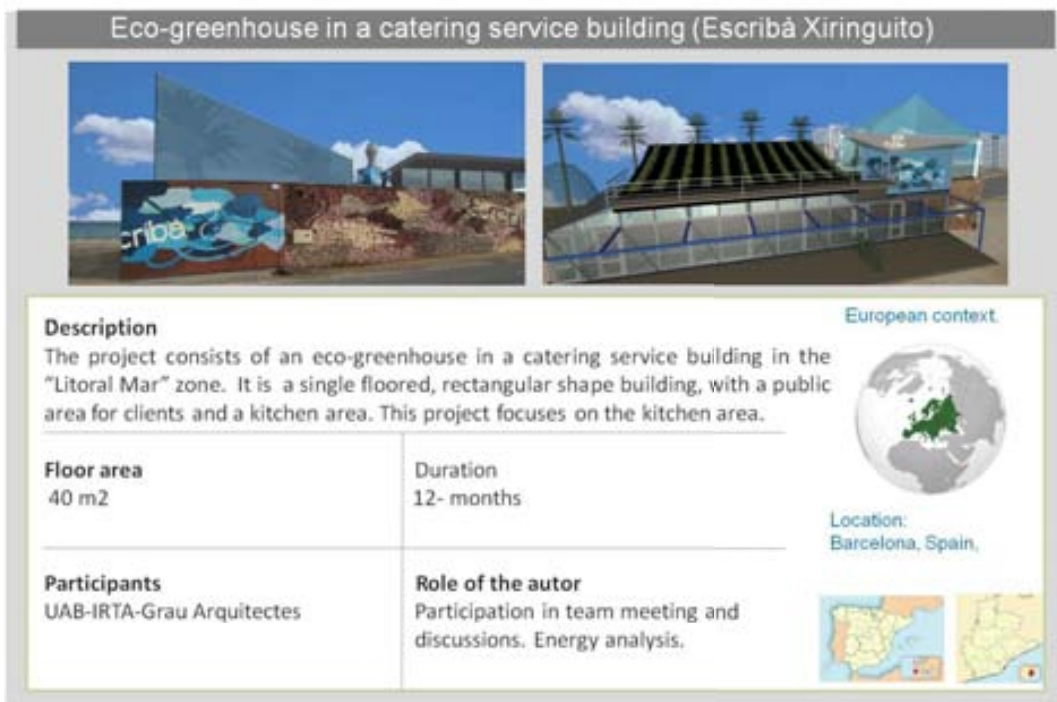 Eco-greenhouse in a catering service building (Escribà Xiringuito)
cribà
Description
The project consists of an eco-greenhouse in a catering service building in the
"Litoral Mar" zone. It is a single floored, rectangular shape building, with a public
area for clients and a kitchen area. This project focuses on the kitchen area.
European context.
Floor area
40 m2
Duration
12- months
Location:
Barcelona, Spain,
Participants
UAB-IRTA-Grau Arquitectes
Role of the autor
Participation in team meeting and
discussions. Energy analysis.